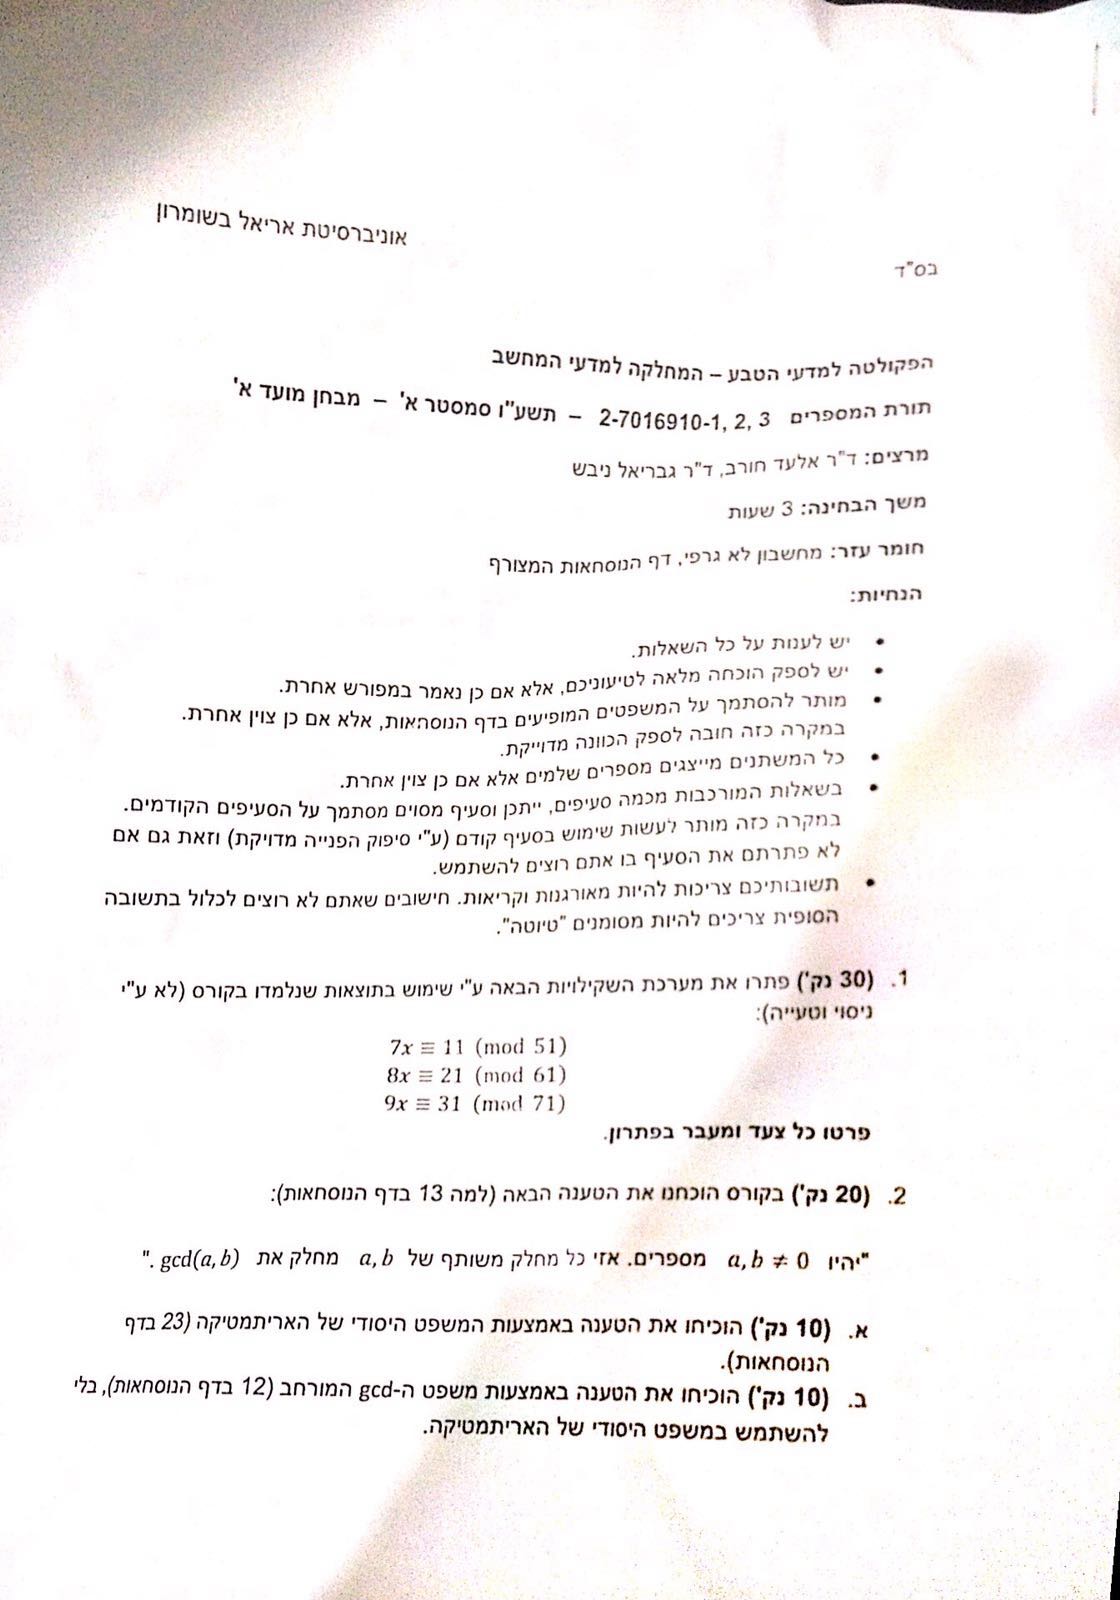 אוניברסיטת אריאל בשומרון
בס"ד
הפקולטה למדעי הטבע – המחלקה למדעי המחשב
תורת המספרים 2-7016910-1, 2, 3 – תשע"ו סמסטר א' – מבחן מועד א'
מרצים: ד"ר אלעד חורב, ד"ר גבריאל ניבש
משך הבחינה: 3 שעות
חומר עזר: מחשבון לא גרפי, דף הנוסחאות המצורף
הנחיות:
• יש לענות על כל השאלות.
• יש לספק הוכחה מלאה לטיעוניכם, אלא אם כן נאמר במפורש אחרת.
• מותר להסתמך על המשפטים המופיעים בדף הנוסחאות, אלא אם כן צוין אחרת.
במקרה כזה חובה לספק הכוונה מדוייקת.
• כל המשתנים מייצגים מספרים שלמים אלא אם כן צוין אחרת.
• בשאלות המורכבות מכמה סעיפים, ייתכן וסעיף מסוים מסתמך על הסעיפים הקודמים.
במקרה כזה מותר לעשות שימוש בסעיף קודם (ע"י סיפוק הפנייה מדויקת) וזאת גם אם
לא פתרתם את הסעיף בו אתם רוצים להשתמש.
• תשובותיכם צריכות להיות מאורגנות וקריאות. חישובים שאתם לא רוצים לכלול בתשובה
הסופית צריכים להיות מסומנים "טיוטה".
1. (30 נק') פתרו את מערכת השקילויות הבאה ע"י שימוש בתוצאות שנלמדו בקורס (לא ע"י
ניסוי וטעייה):
7x ≡ 11 (mod 51)
8x ≡ 21 (mod 61)
9x ≡ 31 (mod 71)
פרטו כל צעד ומעבר בפתרון.
2. (20 נק') בקורס הוכחנו את הטענה הבאה (למה 13 בדף הנוסחאות):
"יהיו a, b ≠ 0 מספרים. אזי כל מחלק משותף של a, b מחלק את gcd(a, b) ."
א. (10 נק') הוכיחו את הטענה באמצעות המשפט היסודי של האריתמטיקה (23 בדף
הנוסחאות).
ב. (10 נק') הוכיחו את הטענה באמצעות משפט ה-gcd המורחב (12 בדף הנוסחאות), בלי
להשתמש במשפט היסודי של האריתמטיקה.